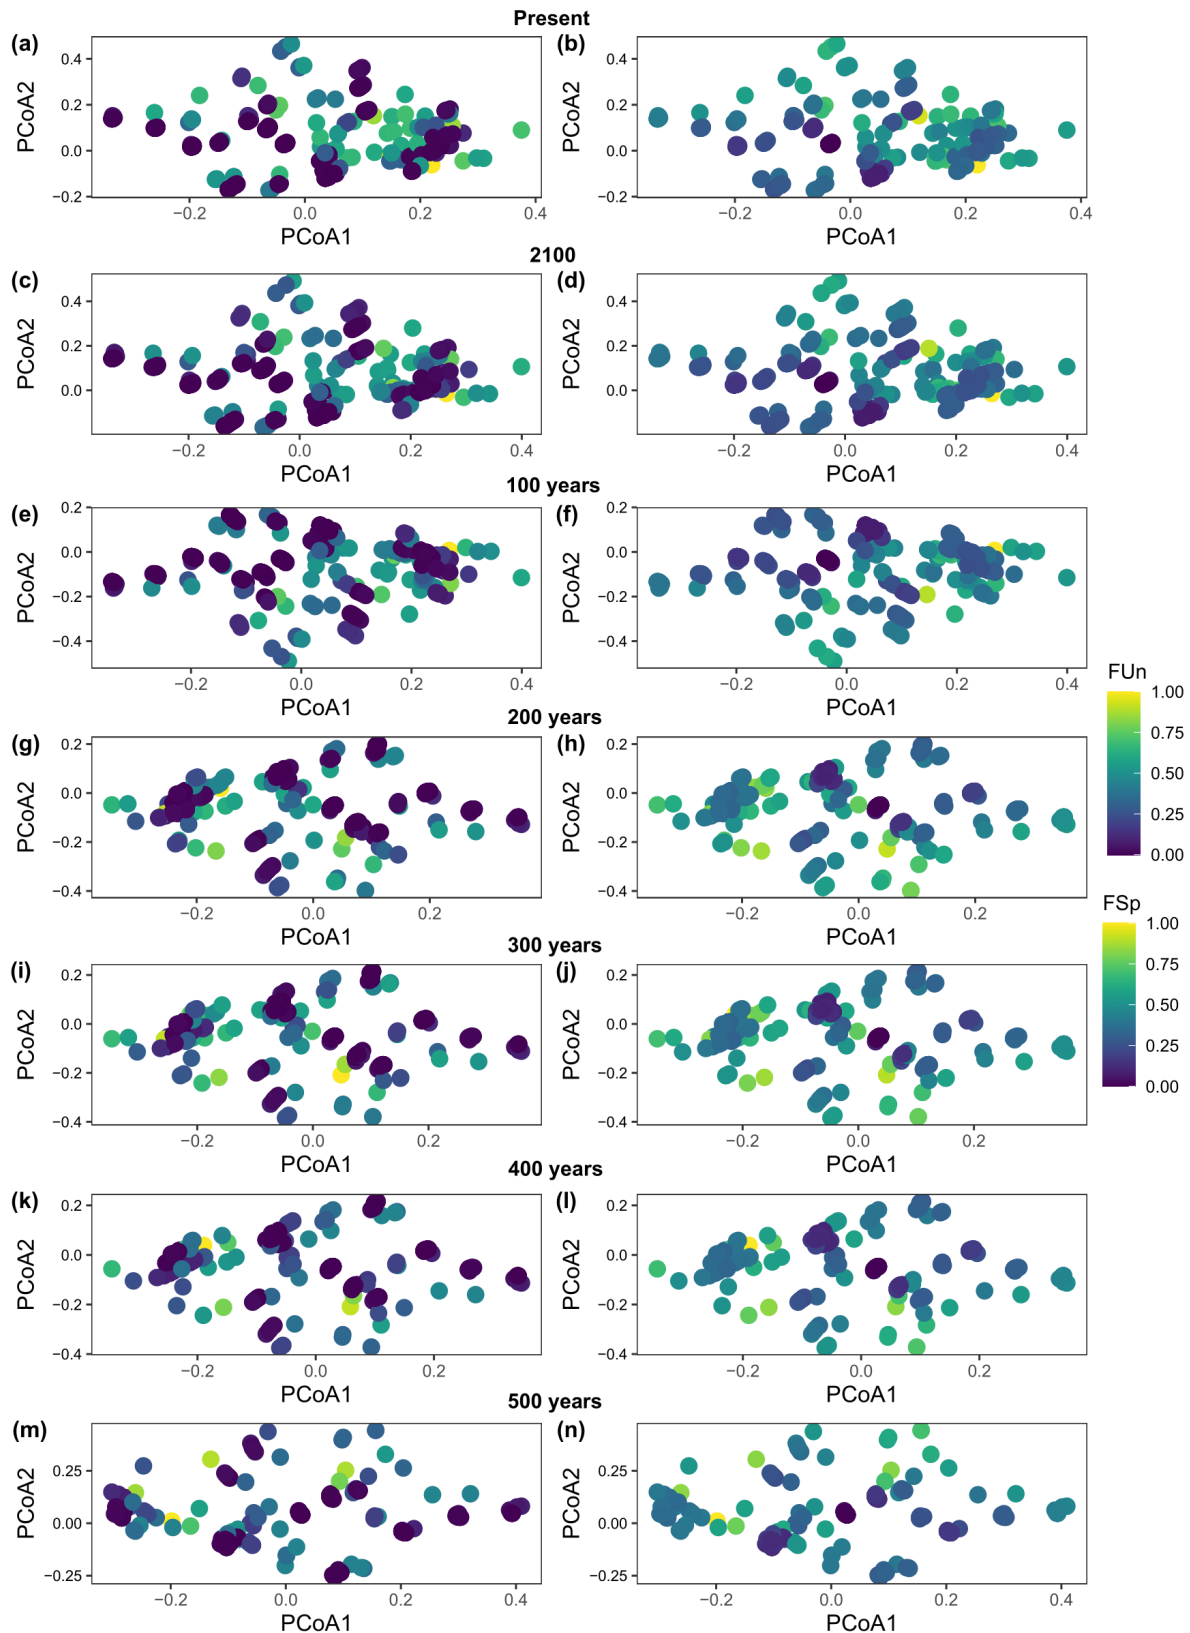 Present
(a) (b)
PCoA2 0.4 0.2 0.0 −0.2 PCoA2 0.4 0.2 0.0 −0.2
−0.2 0.0 0.2 0.4 −0.2 0.0 0.2 0.4
PCoA1 PCoA1
2100
(c) (d)
PCoA2 0.4 0.2 0.0 PCoA2 0.4 0.2 0.0
−0.2 0.0 0.2 0.4 −0.2 0.0 0.2 0.4
PCoA1 PCoA1
100 years
(e) (f)
PCoA2 0.2 0.0 −0.2 −0.4 PCoA2 0.2 0.0 −0.2 −0.4
−0.2 0.0 0.2 0.4 −0.2 0.0 0.2 0.4
PCoA1 PCoA1
200 years
(g) (h)
PCoA2 0.2 0.0 −0.2 −0.4 PCoA2 0.2 0.0 −0.2 −0.4
−0.2 0.0 0.2 −0.2 0.0 0.2
PCoA1 PCoA1
300 years
(i) (j)
PCoA2 0.2 0.0 −0.2 −0.4 PCoA2 0.2 0.0 −0.2 −0.4
−0.2 0.0 0.2 −0.2 0.0 0.2
PCoA1 PCoA1
400 years
(k) (l)
PCoA2 0.2 0.0 −0.2 −0.4 PCoA2 0.2 0.0 −0.2 −0.4
−0.2 0.0 0.2 −0.2 0.0 0.2
PCoA1 PCoA1
500 years
(m) (n)
PCoA2 0.25 0.00 −0.25 PCoA2 0.25 0.00 −0.25
−0.2 0.0 0.2 0.4 −0.2 0.0 0.2 0.4
PCoA1 PCoA1
FUn
1.00
0.75
0.50
0.25
0.00
FSp
1.00
0.75
0.50
0.25
0.00